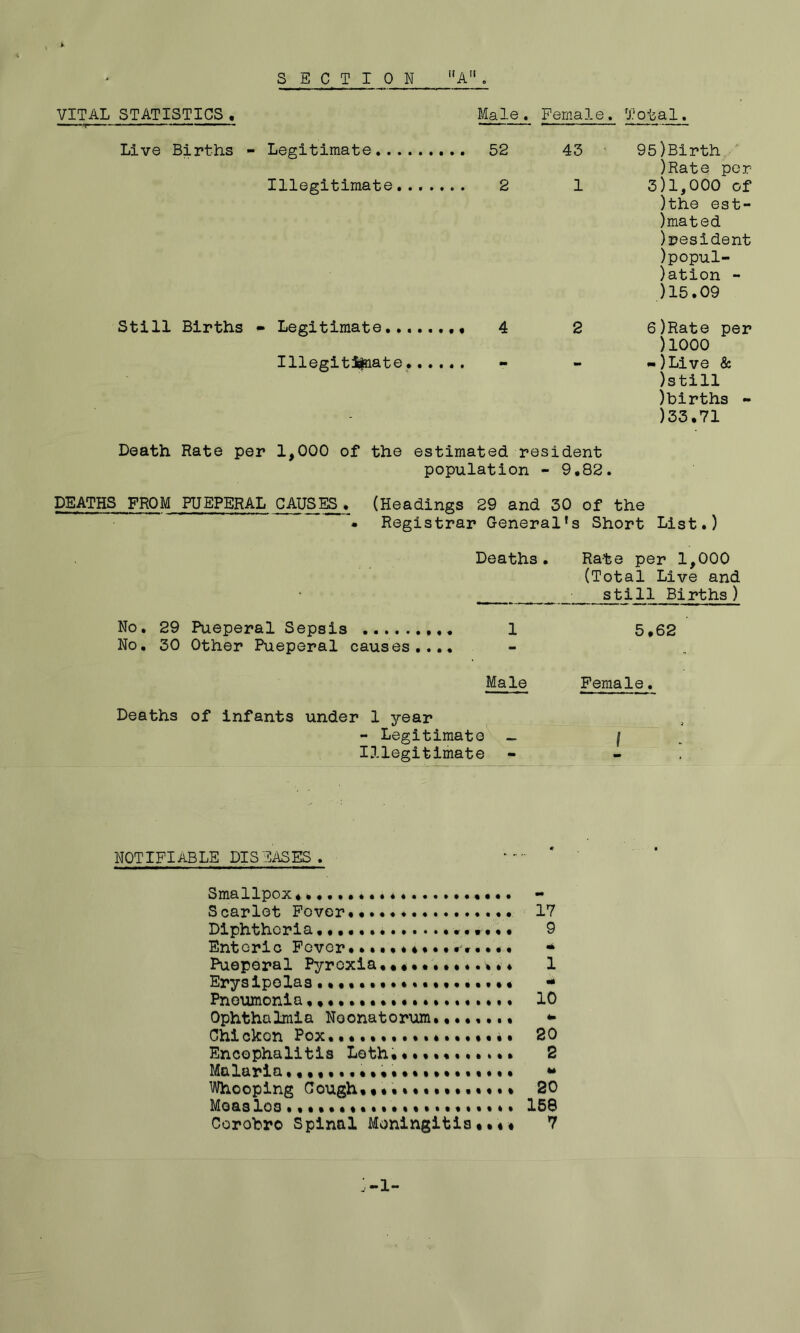 SECTION "A".
VITAL STATISTICS. Male. Female. Total.
Live Births - Legitimate......... 52 43 95)Birth
)Rate per
Illegitimate....... 2 1 3)1,000 of
)the est-
)mated
)resident
)popul-
)ation -
)15.09
Still Births - Legitimate........ 4 2 6)Rate per
)1000
Illegitimate...... - - -)Live &
)still
)births -
)33.71
Death Rate per 1,000 of the estimated resident
population - 9.82.
DEATHS FROM PUEPERAL CAUSES. (Headings 29 and 30 of the
Registrar General's Short List.)
Deaths. Rate per 1,000
(Total Live and
still Births)
No. 29 Pueperal Sepsis ......... 1 5.62
No. 30 Other Pueperal causes.... -
Male Female.
Deaths of infants under 1 year
- Legitimate - 1
Illegitimate - -
NOTIFIABLE DISEASES.
Smallpox..................... -
Scarlet Fever................ 17
Diphtheria................... 9
Enteric Fever................ -
Pueperal Pyrexia............. 1
Erysipelas................... -
Pneumonia.................... 10
Ophthalmia Neonatorum........ -
Chicken Pox.................. 20
Encephalitis Leth............ 2
Malaria...................... -
Whooping Cough............... 20
Measles...................... 158
Cerebro Spinal Meningitis.... 7
-1-